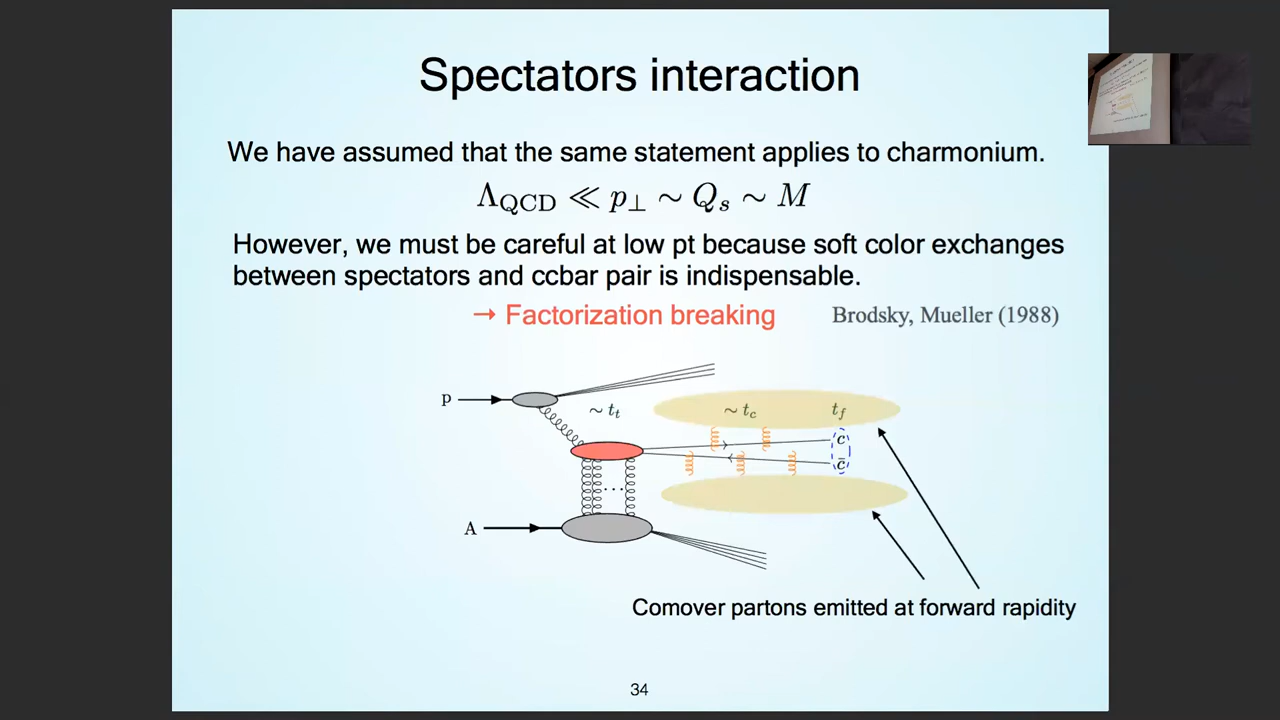 Spectators interaction
We have assumed that the same statement applies to charmonium.
Λ_QCD ≪ p_⊥ ∼ Q_s ∼ M
However, we must be careful at low pt because soft color exchanges
between spectators and ccbar pair is indispensable.
→ Factorization breaking Brodsky, Mueller (1988)
p
∼ t_t ∼ t_c t_f
c
c̄
...
A
Comover partons emitted at forward rapidity
34